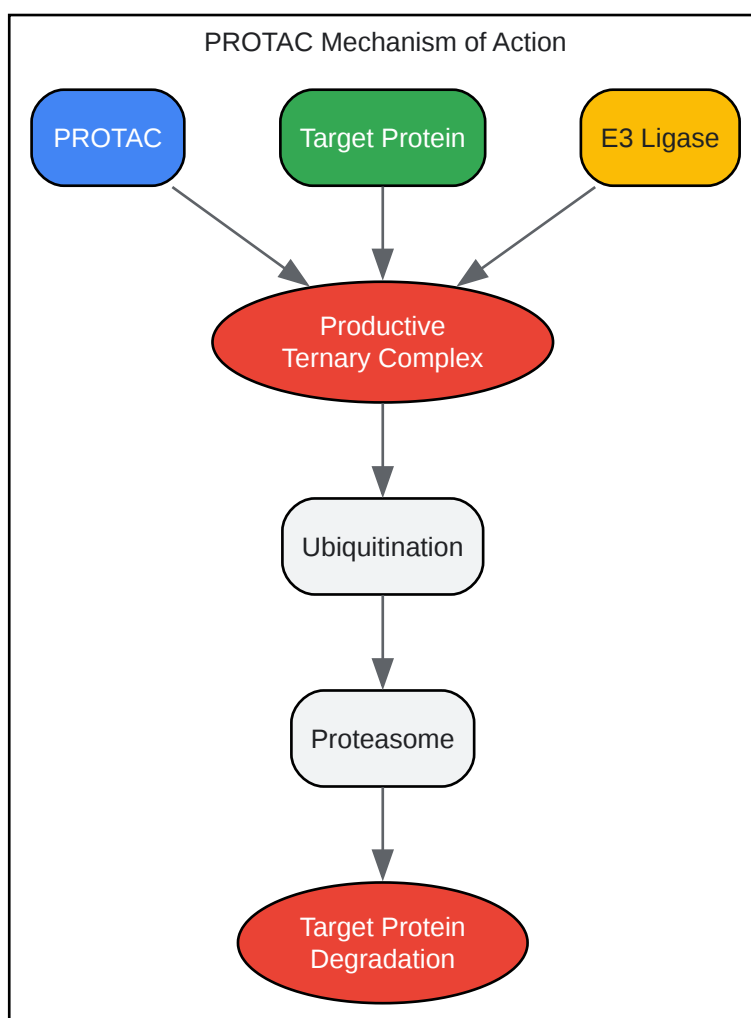 PROTAC Mechanism of Action
PROTAC
Target Protein
E3 Ligase
Productive
Ternary Complex
Ubiquitination
Proteasome
Target Protein
Degradation